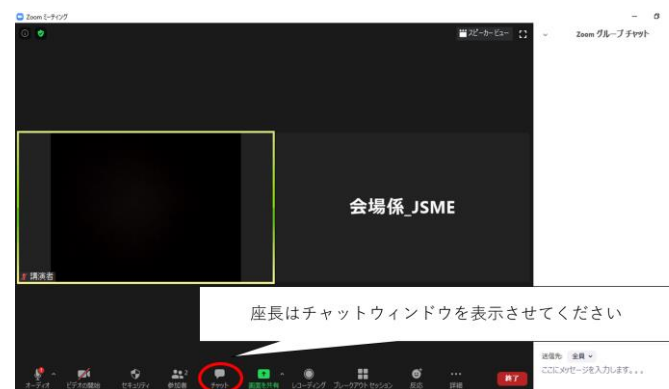 Zoom ミーティング
スピーカービュー
Zoom グループ チャット
会場係_JSME
講演者
座長はチャットウィンドウを表示させてください
送信先: 全員
ここにメッセージを入力します。。。
オーディオ ビデオの開始 セキュリティ 参加者 2 チャット 画面を共有 レコーディング ブレークアウト セッション 反応 詳細 終了